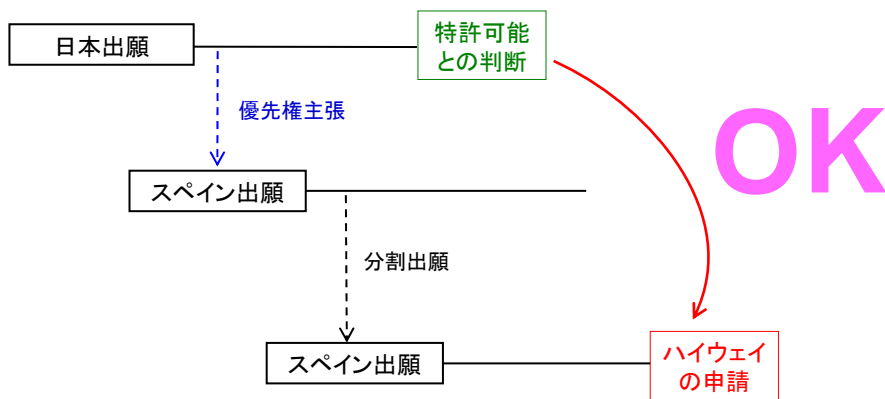 日本出願
特許可能
との判断
優先権主張
OK
スペイン出願
分割出願
スペイン出願
ハイウェイ
の申請